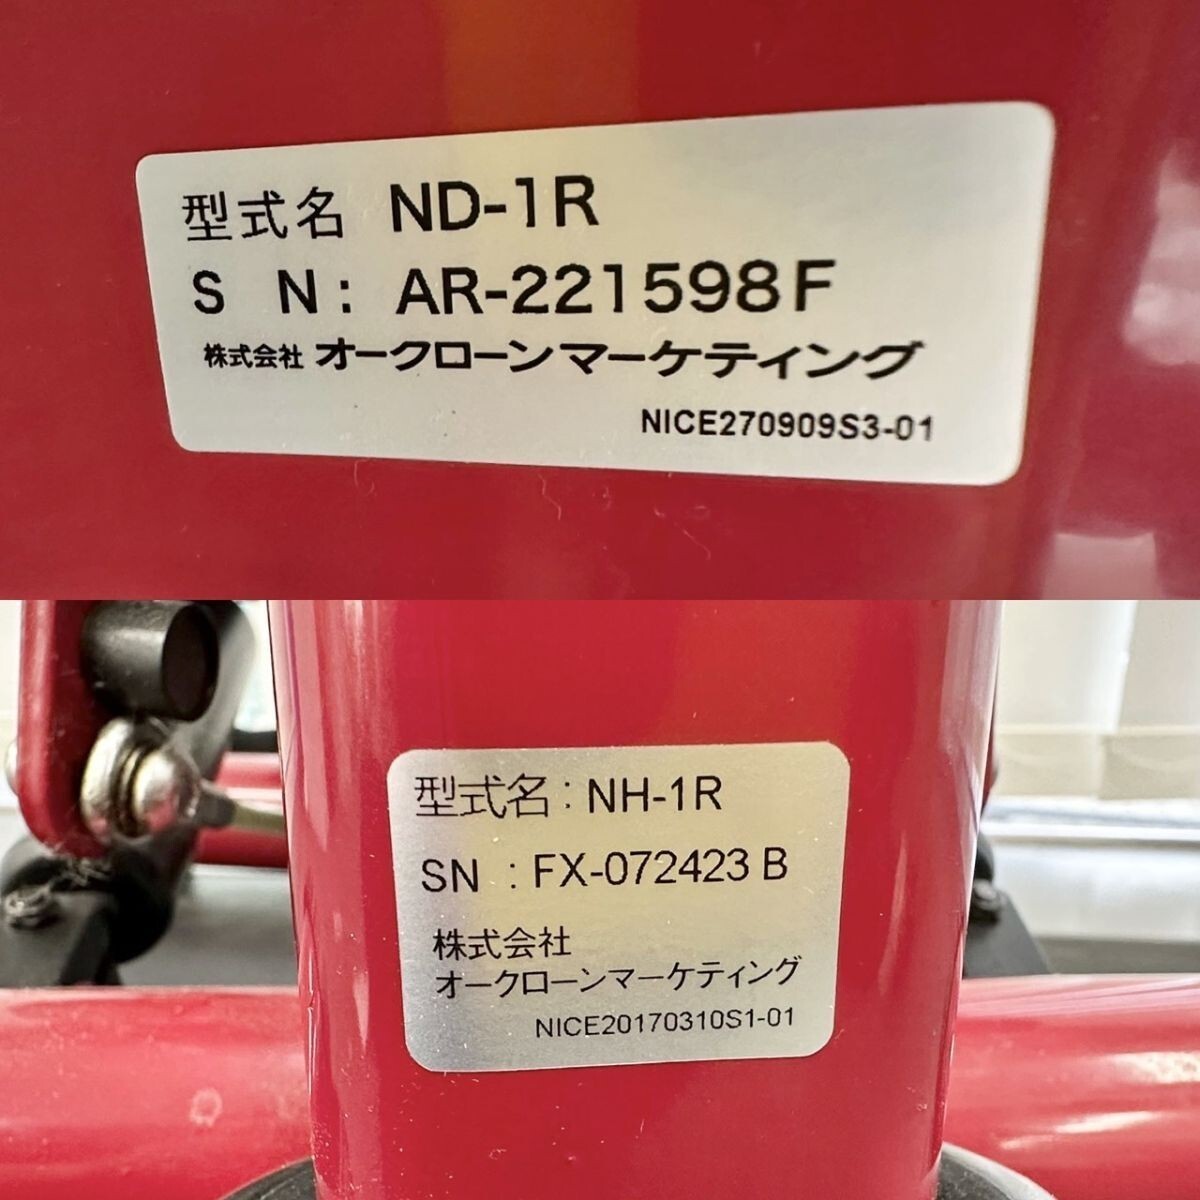 型式名 ND-1R
S N: AR-221598F
株式会社 オークローンマーケティング
NICE270909S3-01
型式名: NH-1R
SN : FX-072423 B
株式会社
オークローンマーケティング
NICE20170310S1-01